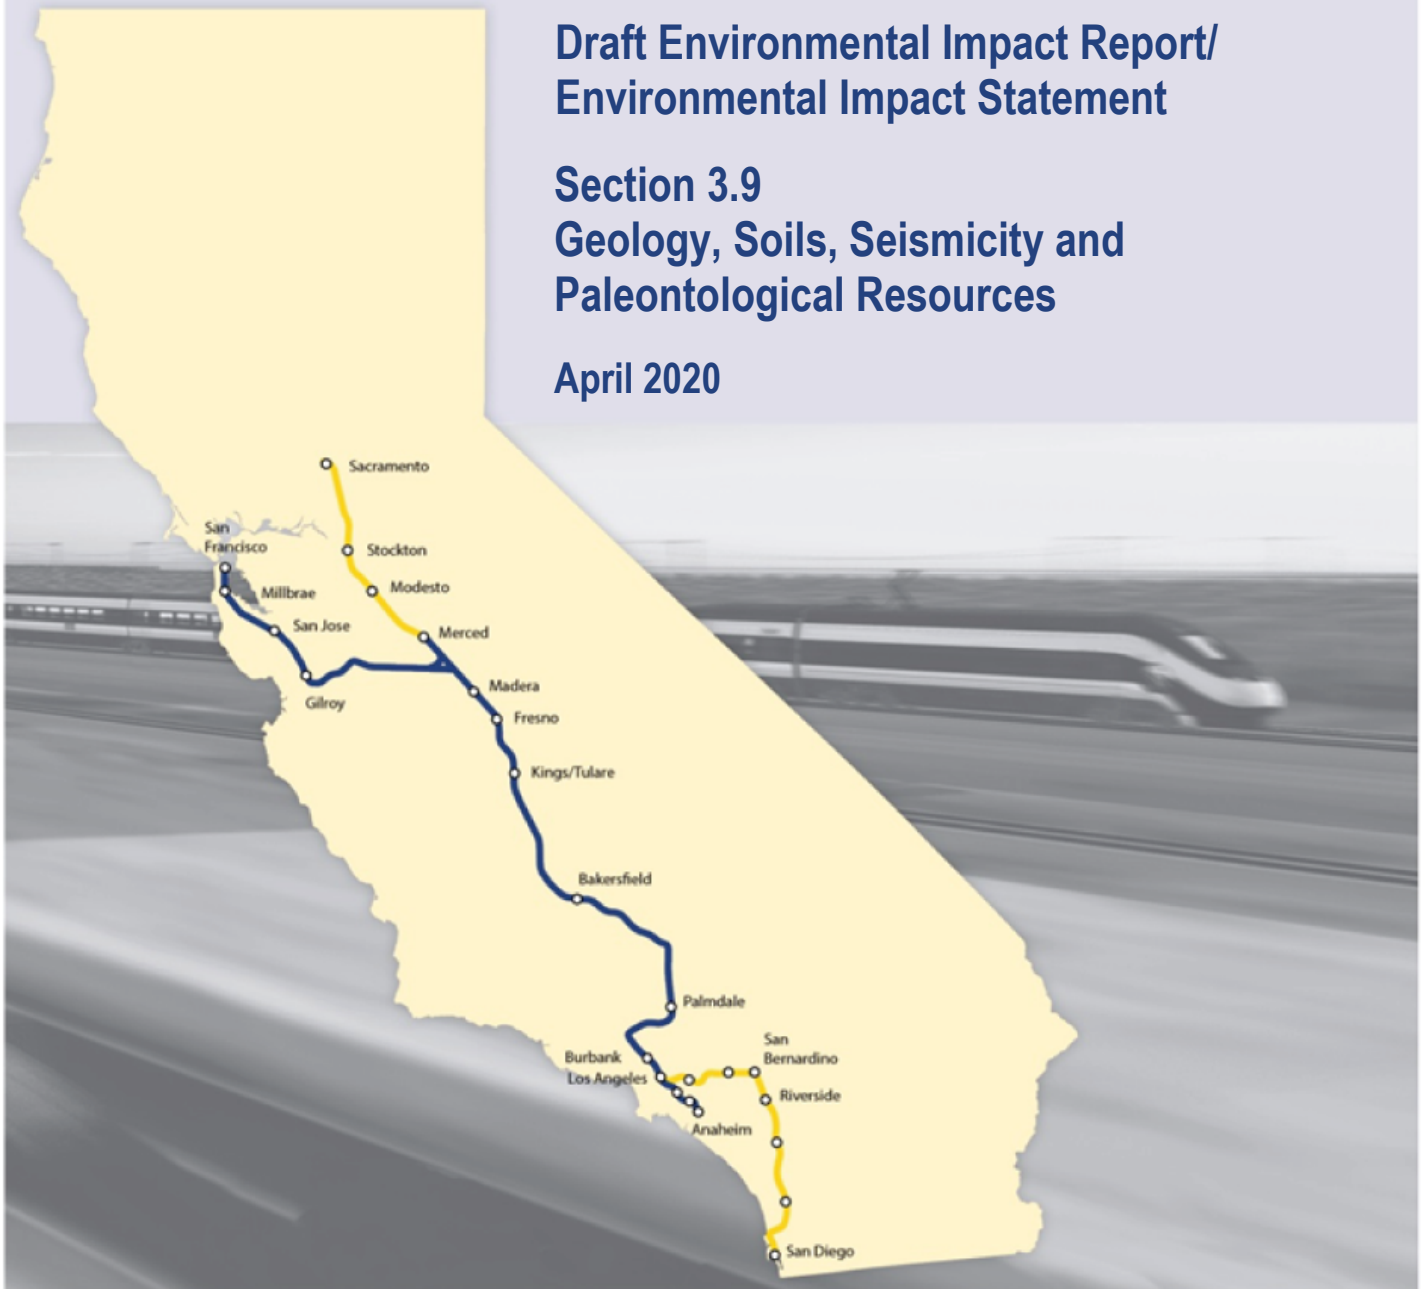 Draft Environmental Impact Report/
Environmental Impact Statement
Section 3.9
Geology, Soils, Seismicity and
Paleontological Resources
April 2020
Sacramento
San
Francisco
Stockton
Millbrae
Modesto
San Jose
Merced
Gilroy
Madera
Fresno
Kings/Tulare
Bakersfield
Palmdale
Burbank
Los Angeles
San
Bernardino
Riverside
Anaheim
San Diego